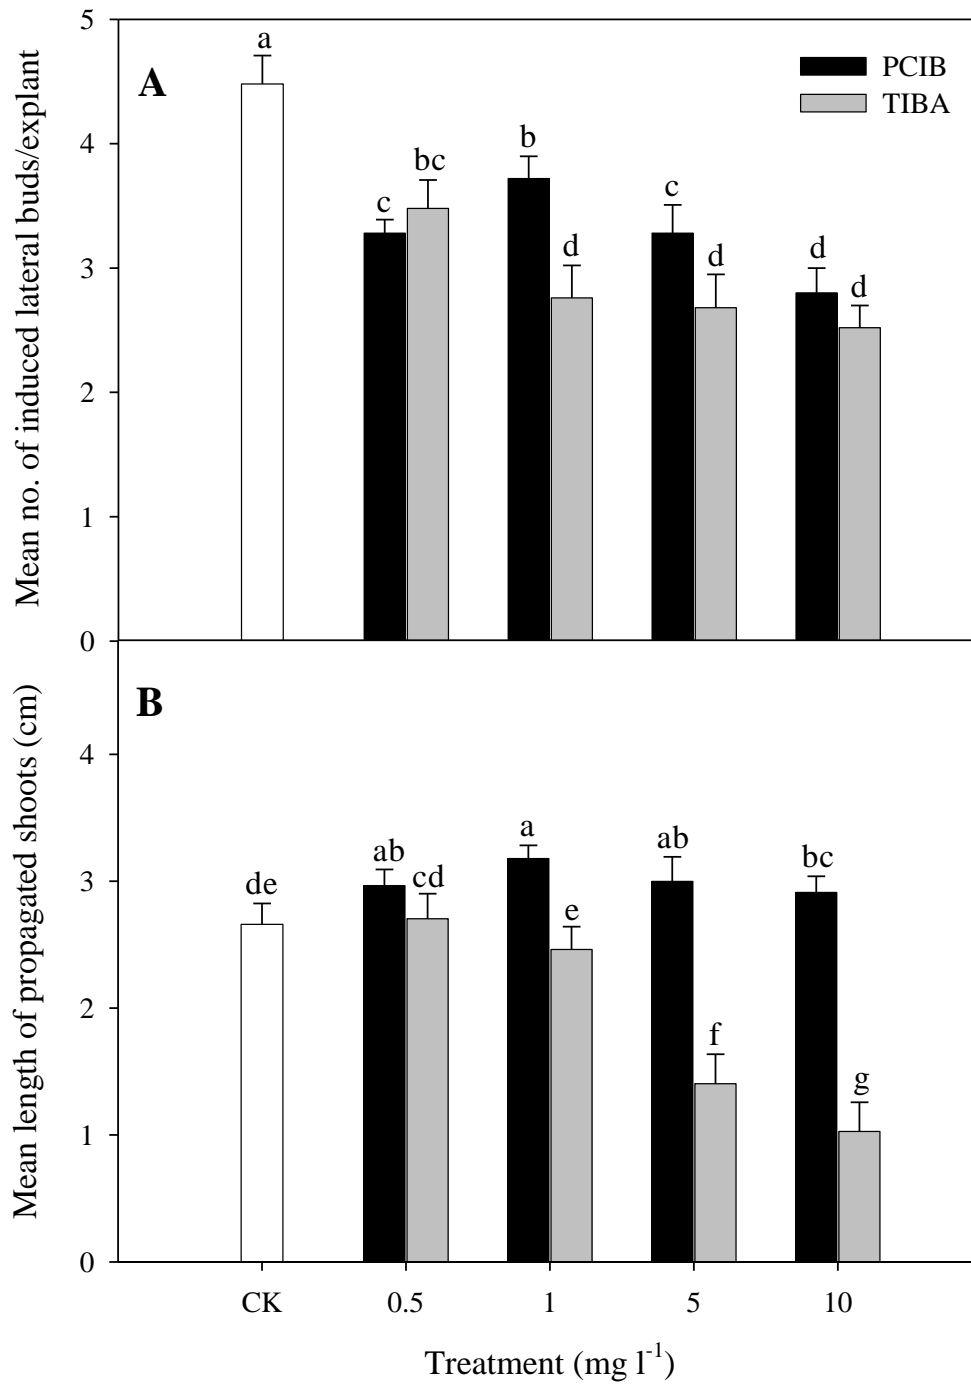 A
PCIB
TIBA
Mean no. of induced lateral buds/explant
5
4
3
2
1
0
a
c
bc
b
d
c
d
d
d
B
Mean length of propagated shoots (cm)
4
3
2
1
0
de
ab
cd
a
e
ab
f
bc
g
CK 0.5 1 5 10
Treatment (mg l⁻¹)